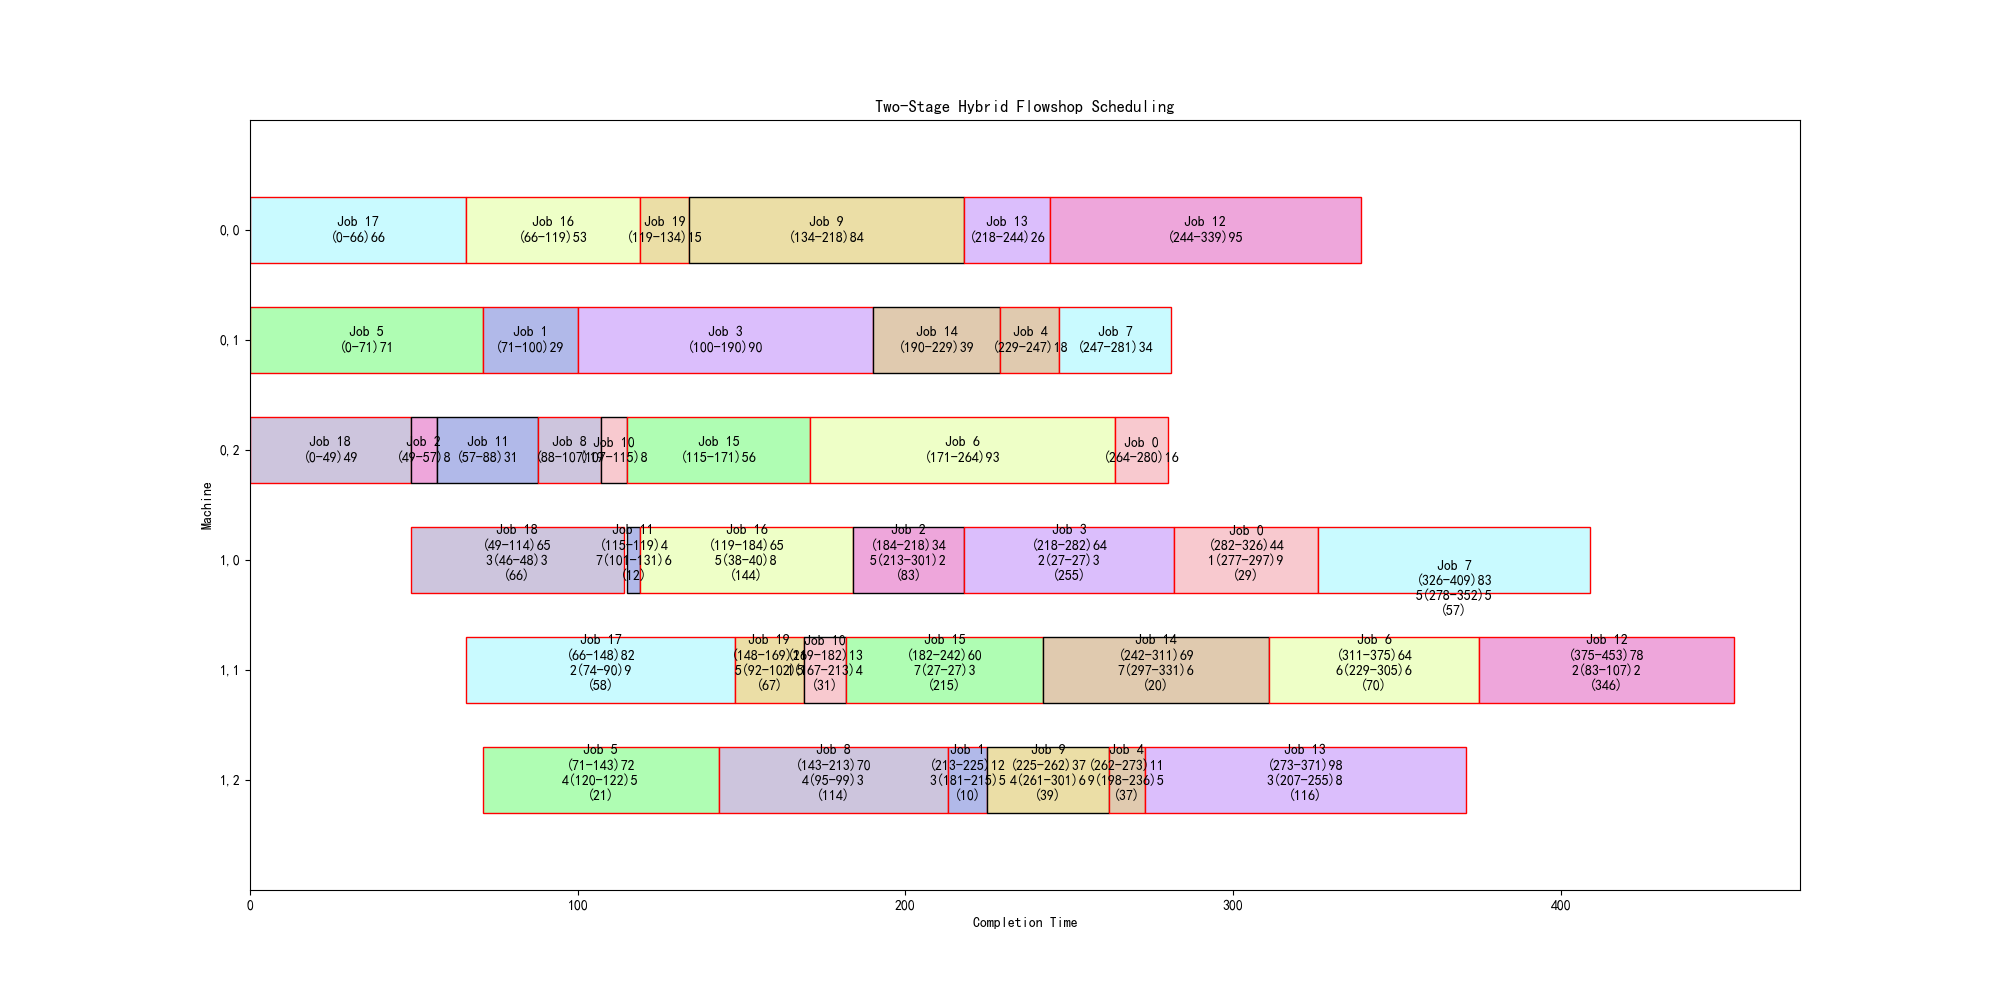 Two-Stage Hybrid Flowshop Scheduling
Machine
0,0
Job 17
(0-66)66
Job 16
(66-119)53
Job 19
(119-134)15
Job 9
(134-218)84
Job 13
(218-244)26
Job 12
(244-339)95
0,1
Job 5
(0-71)71
Job 1
(71-100)29
Job 3
(100-190)90
Job 14
(190-229)39
Job 4
(229-247)18
Job 7
(247-281)34
0,2
Job 18
(0-49)49
Job 2
(49-57)8
Job 11
(57-88)31
Job 8
(88-107)19
Job 10
(107-115)8
Job 15
(115-171)56
Job 6
(171-264)93
Job 0
(264-280)16
1,0
Job 18
(49-114)65
3(46-48)3
(66)
Job 11
(115-119)4
7(101-131)6
(12)
Job 16
(119-184)65
5(38-40)8
(144)
Job 2
(184-218)34
5(213-301)2
(83)
Job 3
(218-282)64
2(27-27)3
(255)
Job 0
(282-326)44
1(277-297)9
(29)
Job 7
(326-409)83
5(278-352)5
(57)
1,1
Job 17
(66-148)82
2(74-90)9
(58)
Job 19
(148-169)21
5(92-102)5
(67)
Job 10
(169-182)13
(167-213)4
(31)
Job 15
(182-242)60
7(27-27)3
(215)
Job 14
(242-311)69
7(297-331)6
(20)
Job 6
(311-375)64
6(229-305)6
(70)
Job 12
(375-453)78
2(83-107)2
(346)
1,2
Job 5
(71-143)72
4(120-122)5
(21)
Job 8
(143-213)70
4(95-99)3
(114)
Job 1
(213-225)12
3(181-215)5
(10)
Job 9
(225-262)37
4(261-301)6
(39)
Job 4
(262-273)11
9(198-236)5
(37)
Job 13
(273-371)98
3(207-255)8
(116)
0
100
200
300
400
Completion Time